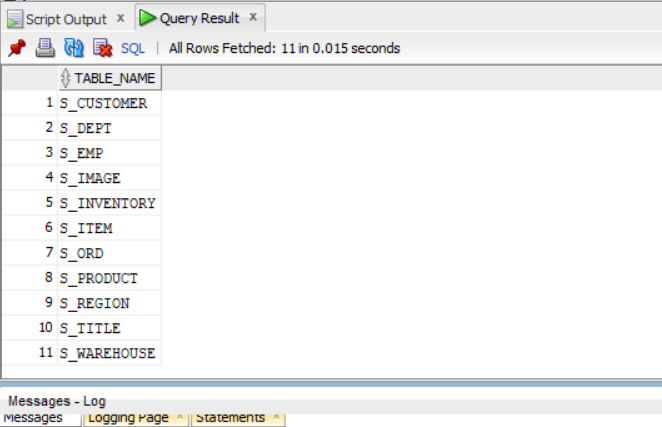 Script Output x Query Result x
SQL | All Rows Fetched: 11 in 0.015 seconds
TABLE_NAME
1 S_CUSTOMER
2 S_DEPT
3 S_EMP
4 S_IMAGE
5 S_INVENTORY
6 S_ITEM
7 S_ORD
8 S_PRODUCT
9 S_REGION
10 S_TITLE
11 S_WAREHOUSE
Messages - Log
Messages Logging Page x Statements x